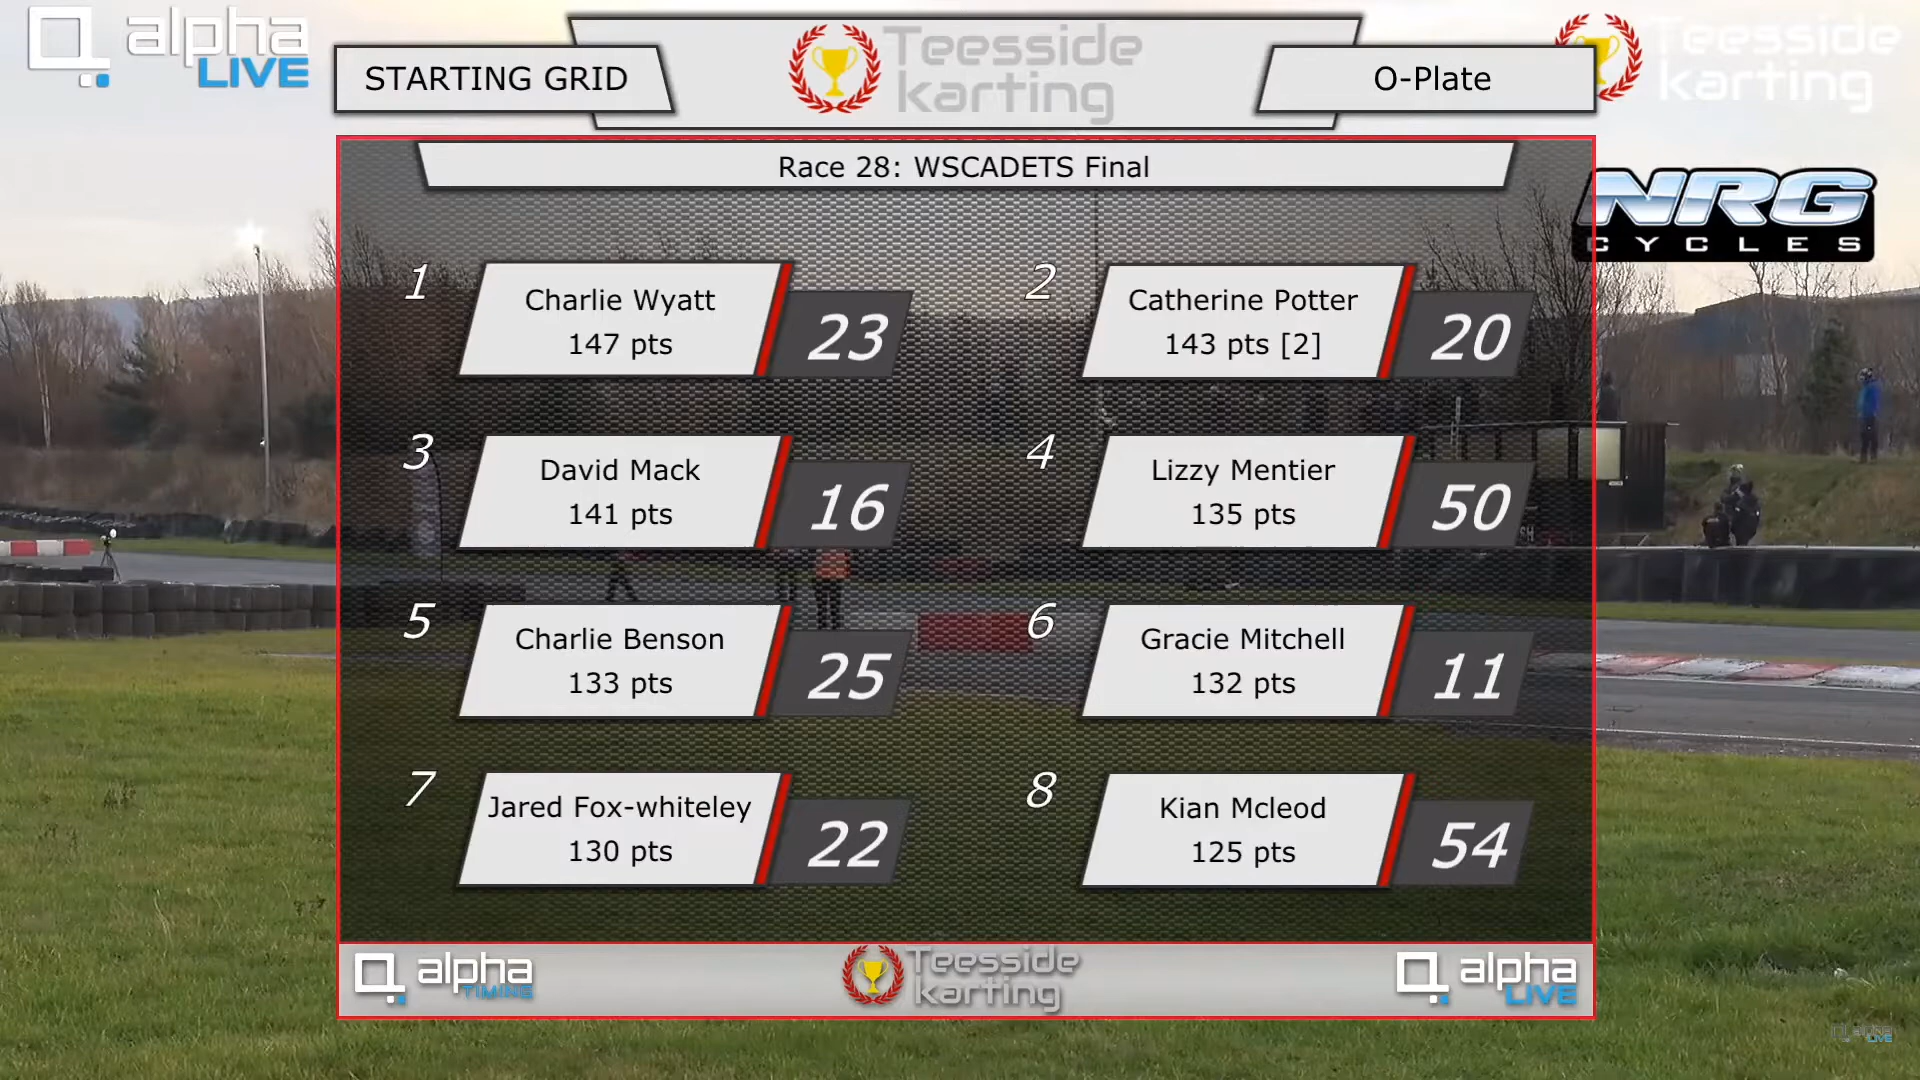 alpha
LIVE
STARTING GRID
Teesside
karting
O-Plate
Teesside
karting
Race 28: WSCADETS Final
NRG
CYCLES
1
Charlie Wyatt
147 pts
23
2
Catherine Potter
143 pts [2]
20
3
David Mack
141 pts
16
4
Lizzy Mentier
135 pts
50
5
Charlie Benson
133 pts
25
6
Gracie Mitchell
132 pts
11
7
Jared Fox-whiteley
130 pts
22
8
Kian Mcleod
125 pts
54
alpha
TIMING
Teesside
karting
alpha
LIVE
alpha
LIVE